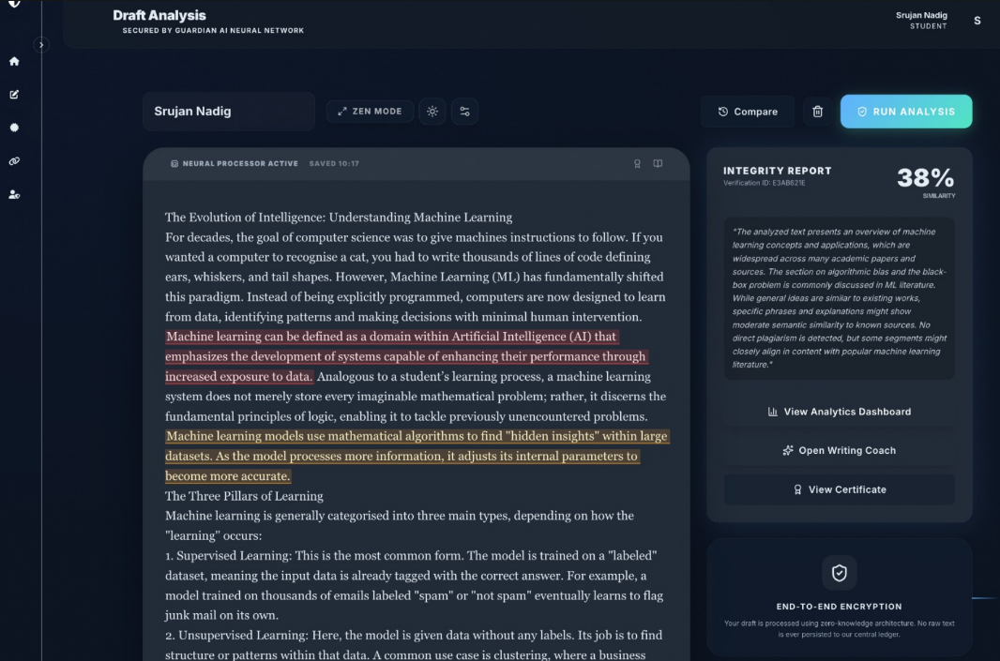 Draft Analysis
SECURED BY GUARDIAN AI NEURAL NETWORK
Srujan Nadig
STUDENT
S
Srujan Nadig
ZEN MODE
Compare
RUN ANALYSIS
NEURAL PROCESSOR ACTIVE SAVED 10:17
The Evolution of Intelligence: Understanding Machine Learning
For decades, the goal of computer science was to give machines instructions to follow. If you
wanted a computer to recognise a cat, you had to write thousands of lines of code defining
ears, whiskers, and tail shapes. However, Machine Learning (ML) has fundamentally shifted
this paradigm. Instead of being explicitly programmed, computers are now designed to learn
from data, identifying patterns and making decisions with minimal human intervention.
Machine learning can be defined as a domain within Artificial Intelligence (AI) that
emphasizes the development of systems capable of enhancing their performance through
increased exposure to data. Analogous to a student's learning process, a machine learning
system does not merely store every imaginable mathematical problem; rather, it discerns the
fundamental principles of logic, enabling it to tackle previously unencountered problems.
Machine learning models use mathematical algorithms to find "hidden insights" within large
datasets. As the model processes more information, it adjusts its internal parameters to
become more accurate.
The Three Pillars of Learning
Machine learning is generally categorised into three main types, depending on how the
"learning" occurs:
1. Supervised Learning: This is the most common form. The model is trained on a "labeled"
dataset, meaning the input data is already tagged with the correct answer. For example, a
model trained on thousands of emails labeled "spam" or "not spam" eventually learns to flag
junk mail on its own.
2. Unsupervised Learning: Here, the model is given data without any labels. Its job is to find
structure or patterns within that data. A common use case is clustering, where a business
INTEGRITY REPORT
Verification ID: E3AB621E
38%
SIMILARITY
"The analyzed text presents an overview of machine
learning concepts and applications, which are
widespread across many academic papers and
sources. The section on algorithmic bias and the black-
box problem is commonly discussed in ML literature.
While general ideas are similar to existing works,
specific phrases and explanations might show
moderate semantic similarity to known sources. No
direct plagiarism is detected, but some segments might
closely align in content with popular machine learning
literature."
View Analytics Dashboard
Open Writing Coach
View Certificate
END-TO-END ENCRYPTION
Your draft is processed using zero-knowledge architecture. No raw text
is ever persisted to our central ledger.